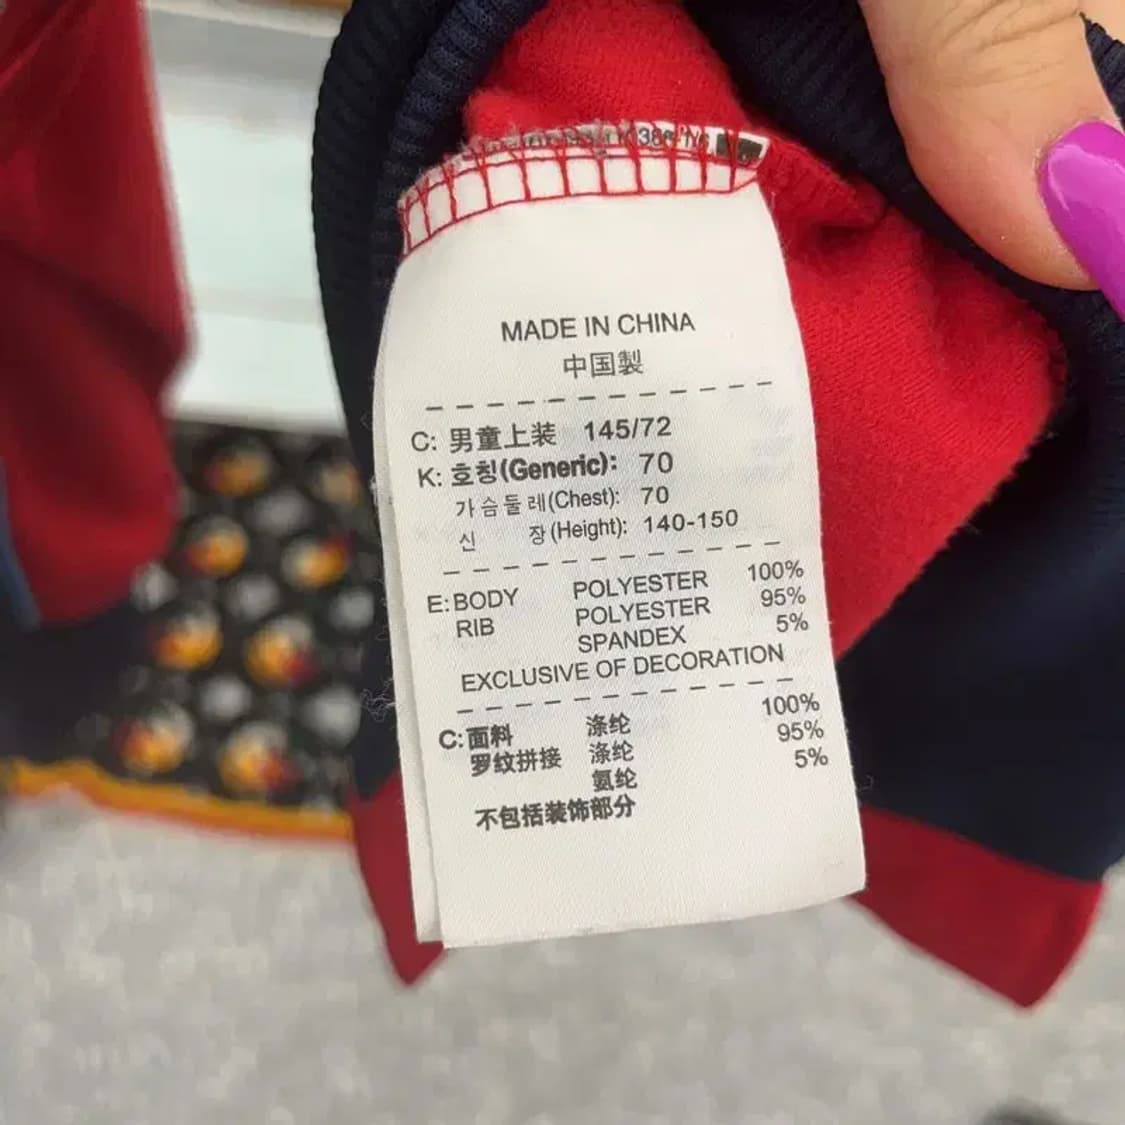 MADE IN CHINA
中国製
C: 男童上装 145/72
K: 호칭(Generic): 70
가슴둘레(Chest): 70
신 장(Height): 140-150
E: BODY POLYESTER 100%
RIB POLYESTER 95%
SPANDEX 5%
EXCLUSIVE OF DECORATION
C: 面料 涤纶 100%
罗纹拼接 涤纶 95%
氨纶 5%
不包括装饰部分